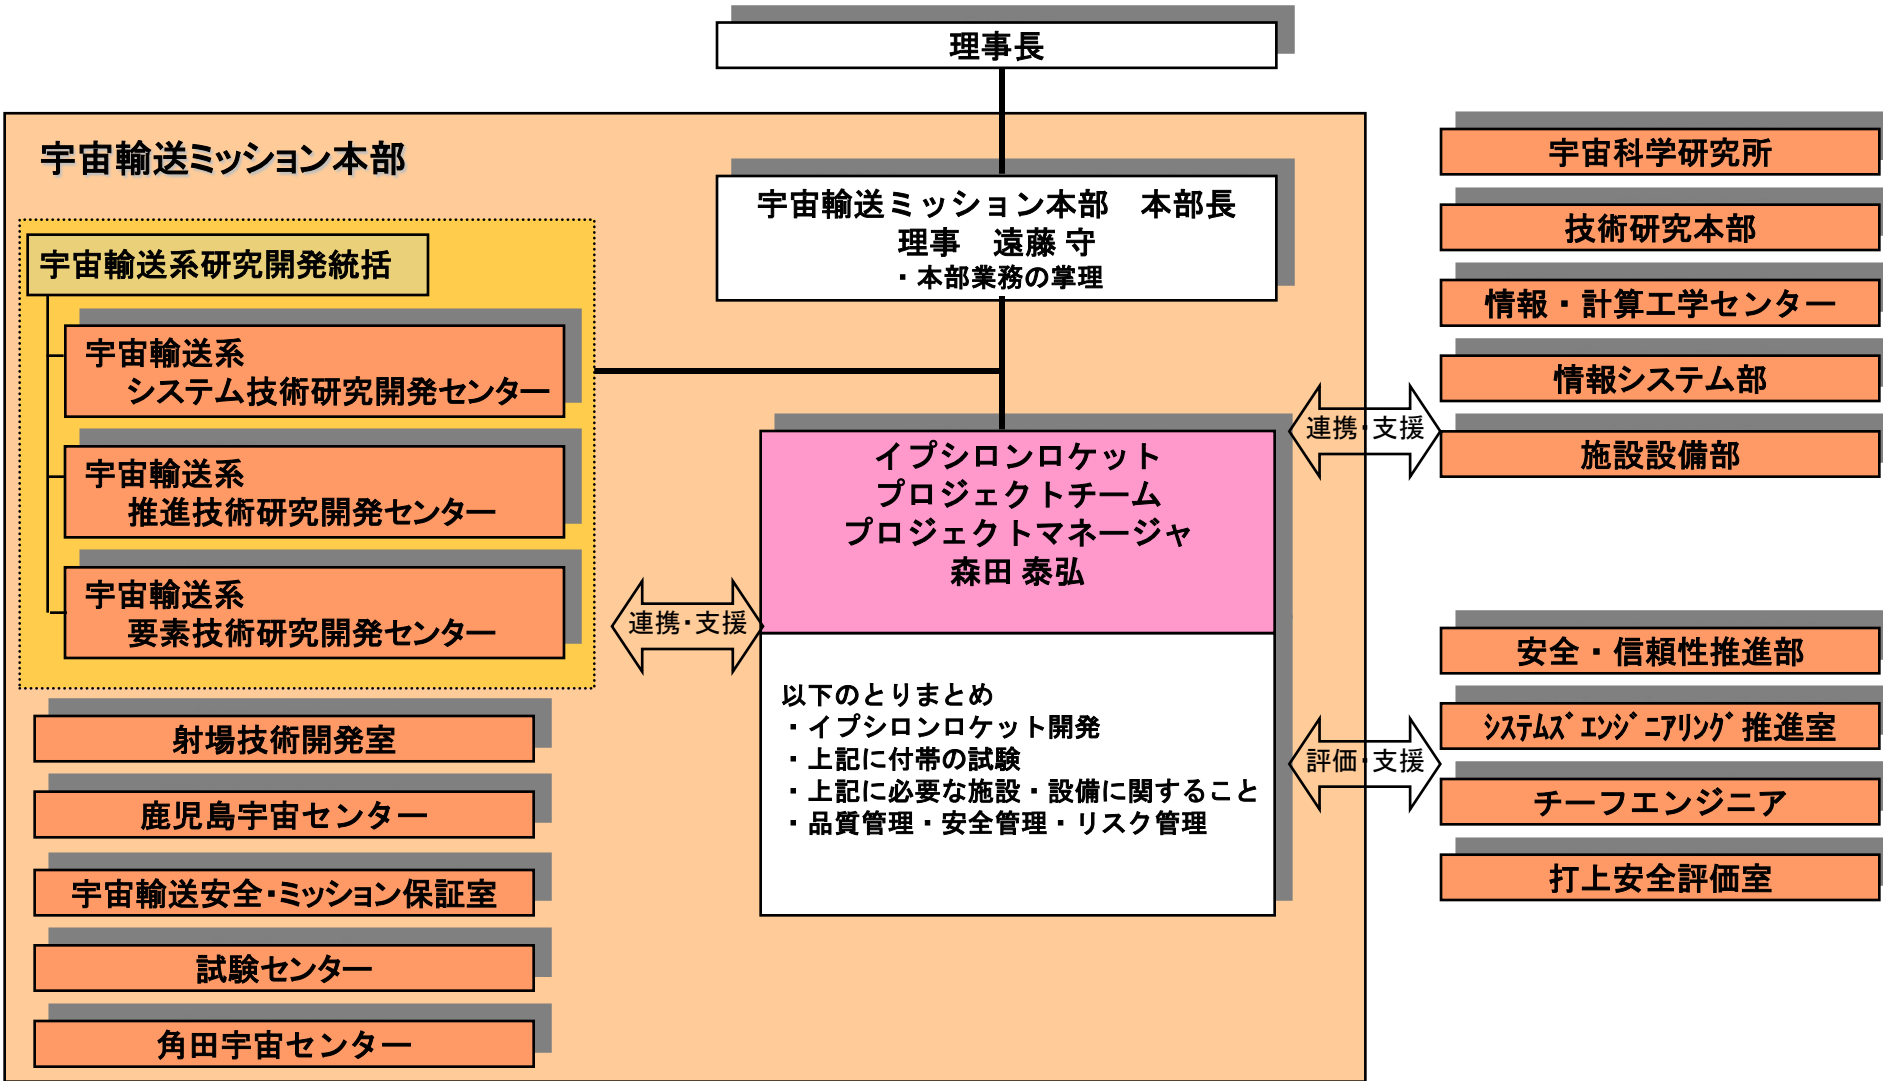 理事長
宇宙輸送ミッション本部
宇宙輸送ミッション本部　本部長
理事　遠藤 守
・本部業務の掌理
宇宙輸送系研究開発統括
宇宙輸送系
システム技術研究開発センター
宇宙輸送系
推進技術研究開発センター
宇宙輸送系
要素技術研究開発センター
射場技術開発室
鹿児島宇宙センター
宇宙輸送安全・ミッション保証室
試験センター
角田宇宙センター
連携・支援
イプシロンロケット
プロジェクトチーム
プロジェクトマネージャ
森田 泰弘
以下のとりまとめ
・イプシロンロケット開発
・上記に付帯の試験
・上記に必要な施設・設備に関すること
・品質管理・安全管理・リスク管理
連携・支援
宇宙科学研究所
技術研究本部
情報・計算工学センター
情報システム部
施設設備部
評価・支援
安全・信頼性推進部
ｼｽﾃﾑｽﾞｴﾝｼﾞﾆｱﾘﾝｸﾞ推進室
チーフエンジニア
打上安全評価室